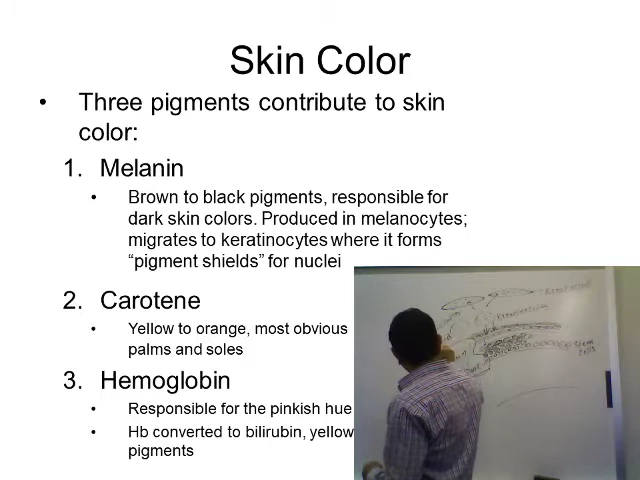 Skin Color
• Three pigments contribute to skin
color:
1. Melanin
• Brown to black pigments, responsible for
dark skin colors. Produced in melanocytes;
migrates to keratinocytes where it forms
“pigment shields” for nuclei
2. Carotene
• Yellow to orange, most obvious
palms and soles
3. Hemoglobin
• Responsible for the pinkish hue
• Hb converted to bilirubin, yellow
pigments
Stem
cells